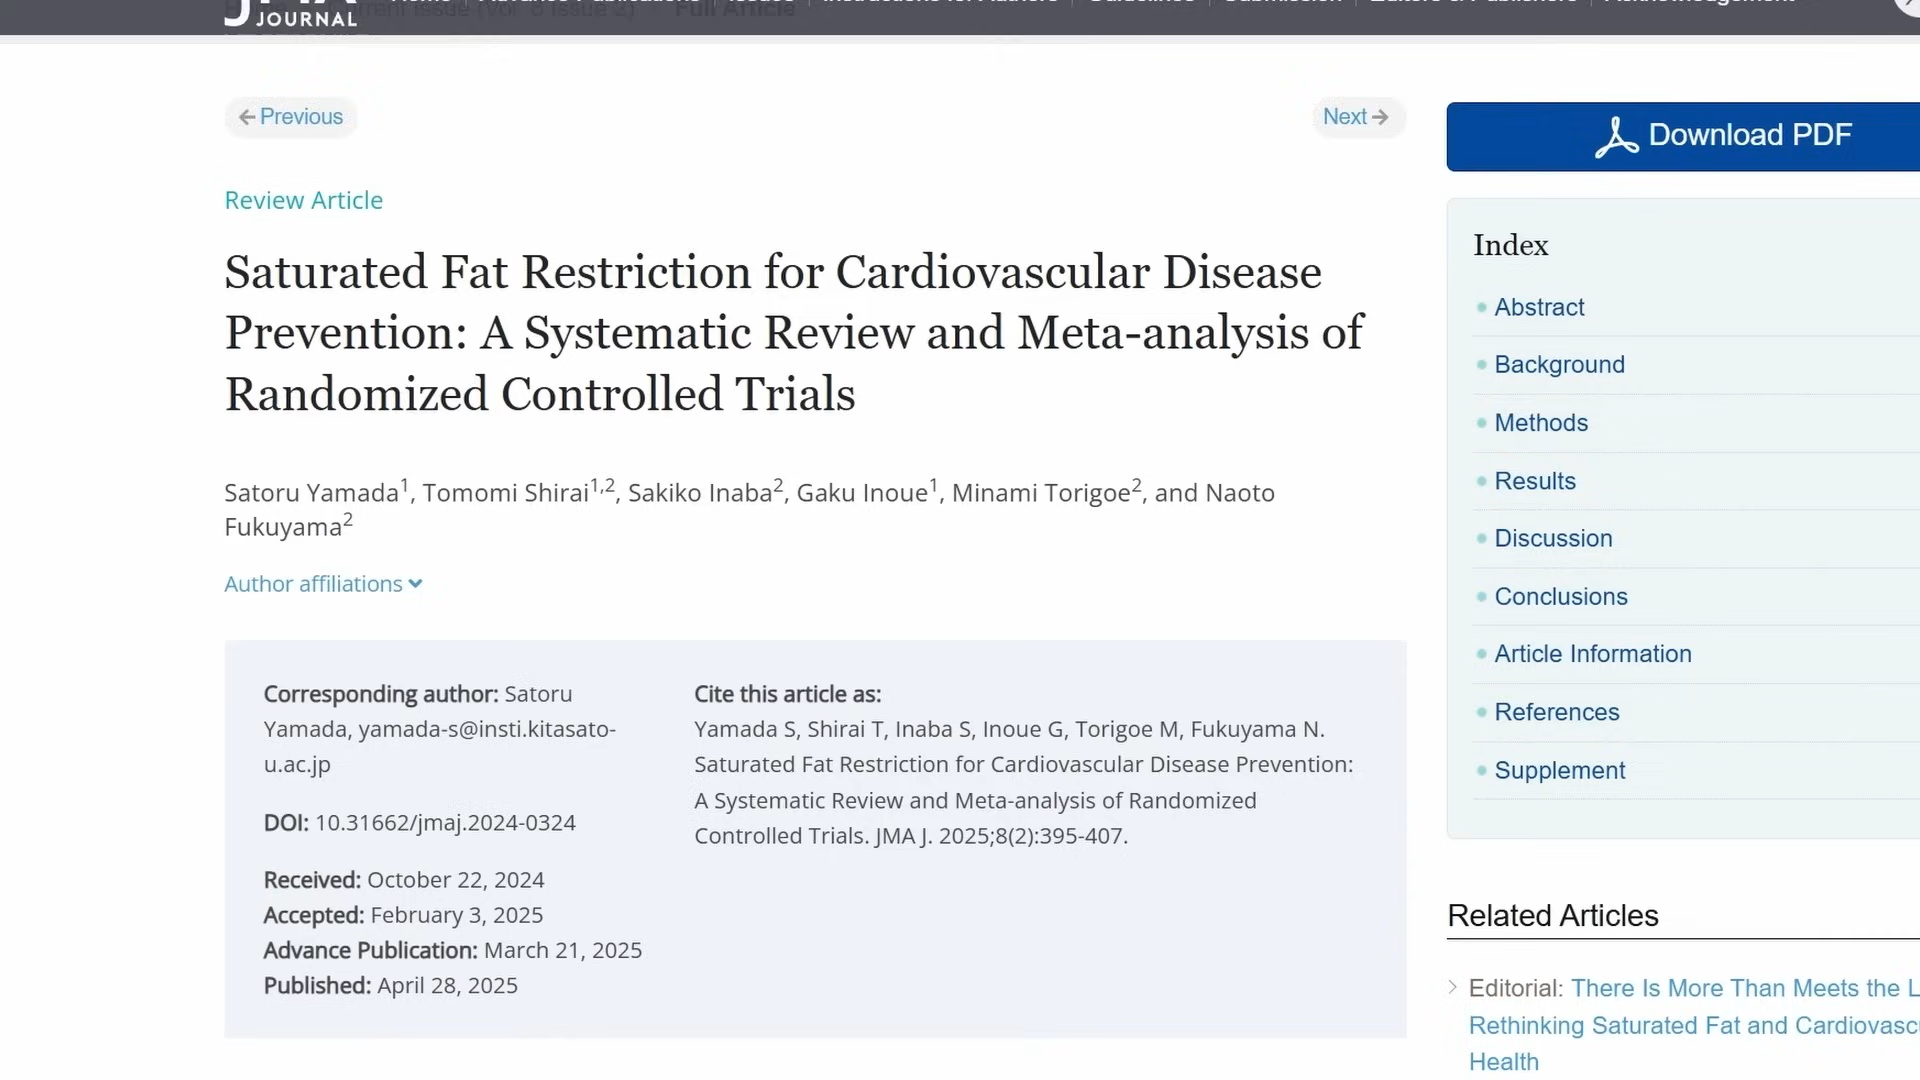 JOURNAL
Full Article
Previous
Next
Download PDF
Review Article
Saturated Fat Restriction for Cardiovascular Disease
Prevention: A Systematic Review and Meta-analysis of
Randomized Controlled Trials
Satoru Yamada1, Tomomi Shirai1,2, Sakiko Inaba2, Gaku Inoue1, Minami Torigoe2, and Naoto
Fukuyama2
Author affiliations
Corresponding author: Satoru
Yamada, yamada-s@insti.kitasato-
u.ac.jp
DOI: 10.31662/jmaj.2024-0324
Received: October 22, 2024
Accepted: February 3, 2025
Advance Publication: March 21, 2025
Published: April 28, 2025
Cite this article as:
Yamada S, Shirai T, Inaba S, Inoue G, Torigoe M, Fukuyama N.
Saturated Fat Restriction for Cardiovascular Disease Prevention:
A Systematic Review and Meta-analysis of Randomized
Controlled Trials. JMA J. 2025;8(2):395-407.
Index
Abstract
Background
Methods
Results
Discussion
Conclusions
Article Information
References
Supplement
Related Articles
Editorial: There Is More Than Meets the
Rethinking Saturated Fat and
Health